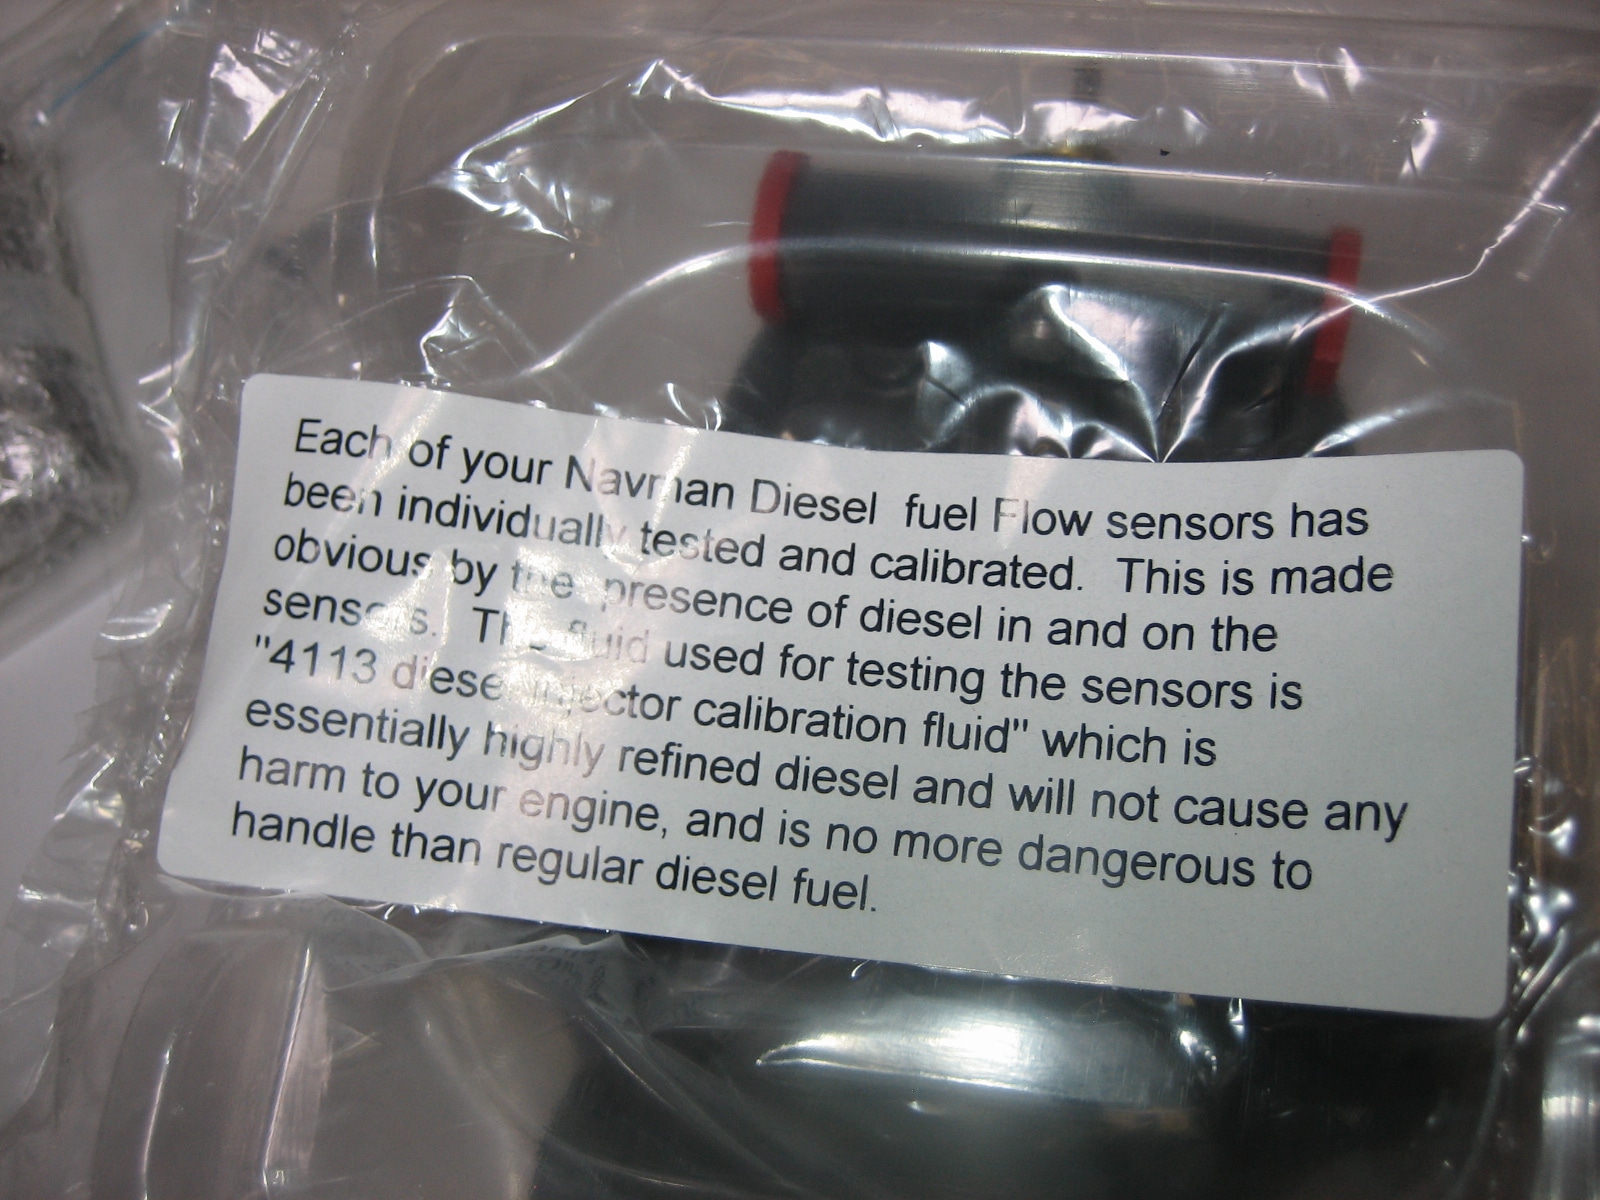 Each of your Navman Diesel fuel Flow sensors has
been individually tested and calibrated. This is made
obvious by the presence of diesel in and on the
sensors. The fluid used for testing the sensors is
"4113 diesel injector calibration fluid" which is
essentially highly refined diesel and will not cause any
harm to your engine, and is no more dangerous to
handle than regular diesel fuel.